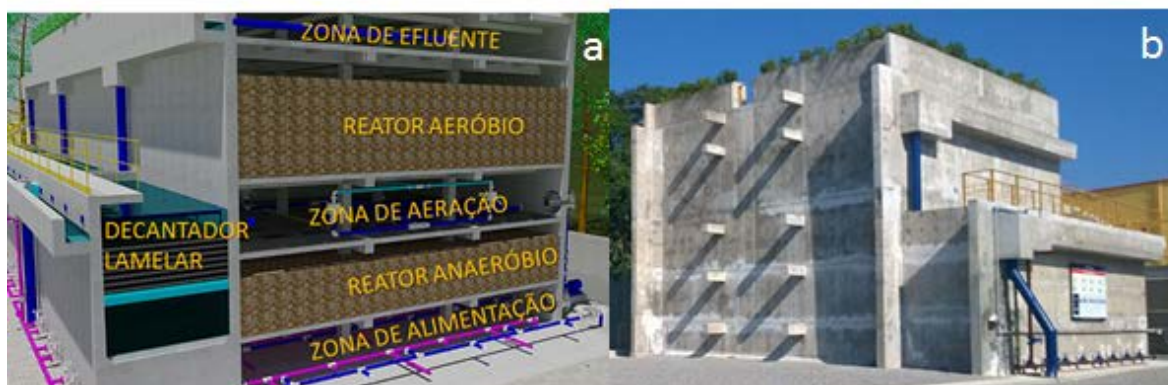 ZONA DE EFLUENTE
a
REATOR AERÓBIO
ZONA DE AERAÇÃO
DECANTADOR
LAMELAR
REATOR ANAERÓBIO
ZONA DE ALIMENTAÇÃO
b